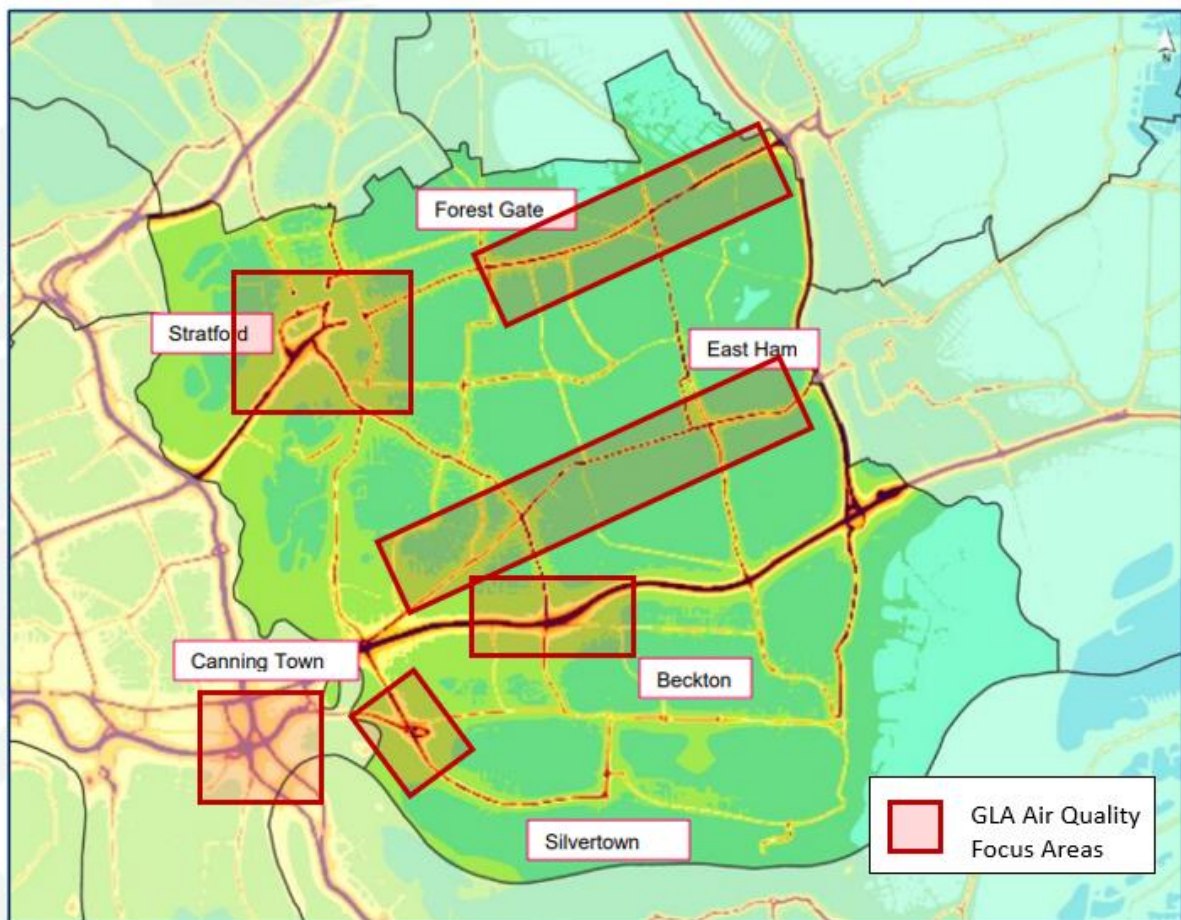 N
Forest Gate
Stratford
East Ham
Canning Town
Beckton
Silvertown
GLA Air Quality
Focus Areas